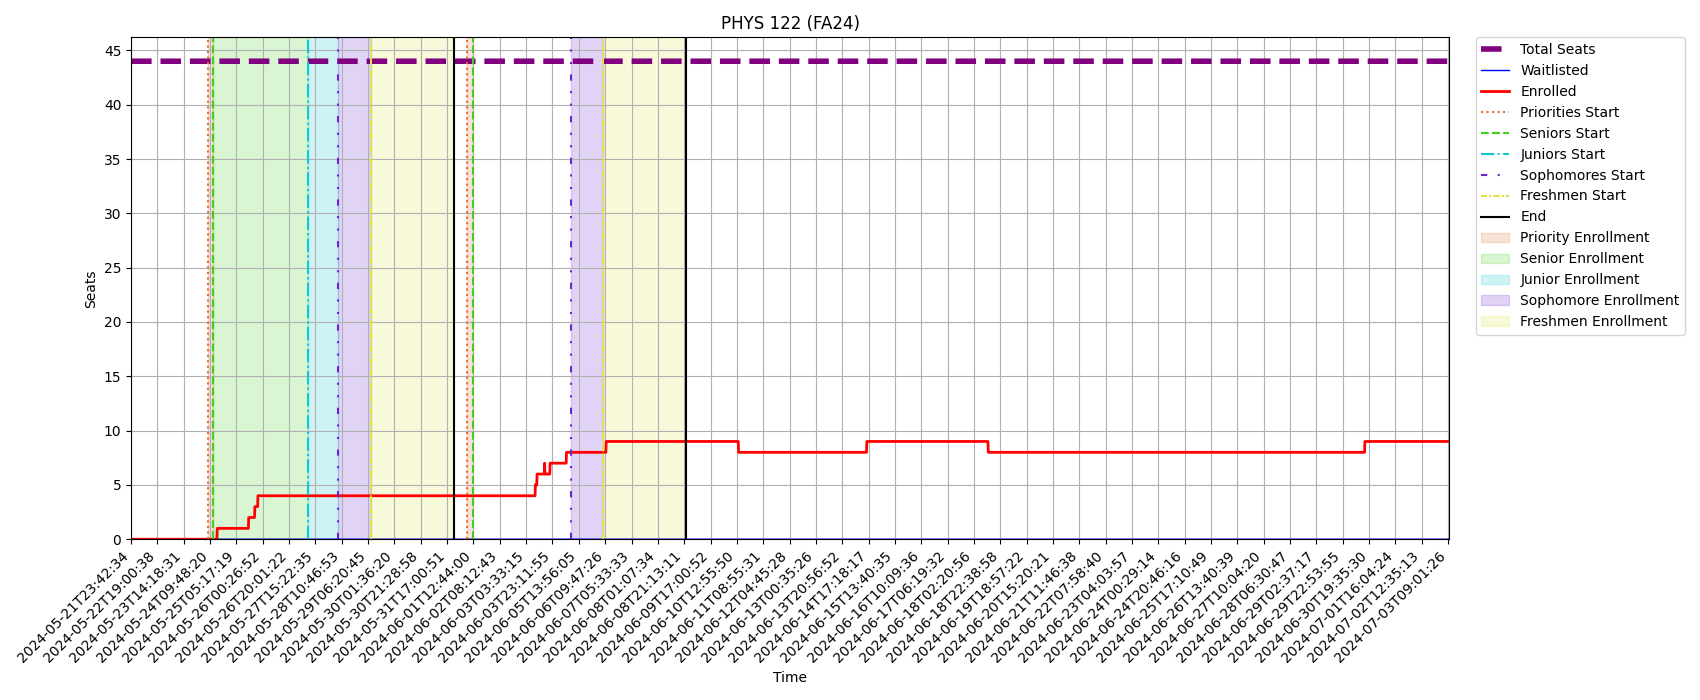 PHYS 122 (FA24)
Seats
45
40
35
30
25
20
15
10
5
0
2024-05-21T23:42:34
2024-05-22T19:00:38
2024-05-23T14:18:31
2024-05-24T09:48:20
2024-05-25T05:17:19
2024-05-26T00:26:52
2024-05-26T20:01:22
2024-05-27T15:22:35
2024-05-28T10:46:53
2024-05-29T06:20:45
2024-05-30T01:36:20
2024-05-30T21:28:58
2024-05-31T17:00:51
2024-06-01T12:44:00
2024-06-02T08:12:43
2024-06-03T03:33:15
2024-06-03T23:11:55
2024-06-05T13:56:05
2024-06-06T09:47:26
2024-06-07T05:33:33
2024-06-08T01:07:34
2024-06-08T21:13:11
2024-06-09T17:00:52
2024-06-10T12:55:50
2024-06-11T08:55:31
2024-06-12T04:45:28
2024-06-13T00:35:26
2024-06-13T20:56:52
2024-06-14T17:18:17
2024-06-15T13:40:35
2024-06-16T10:09:36
2024-06-17T06:19:32
2024-06-18T02:20:56
2024-06-18T22:38:58
2024-06-19T18:57:22
2024-06-20T15:20:21
2024-06-21T11:46:38
2024-06-22T07:58:40
2024-06-23T04:03:57
2024-06-24T00:29:14
2024-06-24T20:46:16
2024-06-25T17:10:49
2024-06-26T13:40:39
2024-06-27T10:04:20
2024-06-28T06:30:47
2024-06-29T02:37:17
2024-06-29T22:53:55
2024-06-30T19:35:30
2024-07-01T16:04:24
2024-07-02T12:35:13
2024-07-03T09:01:26
Time
Total Seats
Waitlisted
Enrolled
Priorities Start
Seniors Start
Juniors Start
Sophomores Start
Freshmen Start
End
Priority Enrollment
Senior Enrollment
Junior Enrollment
Sophomore Enrollment
Freshmen Enrollment